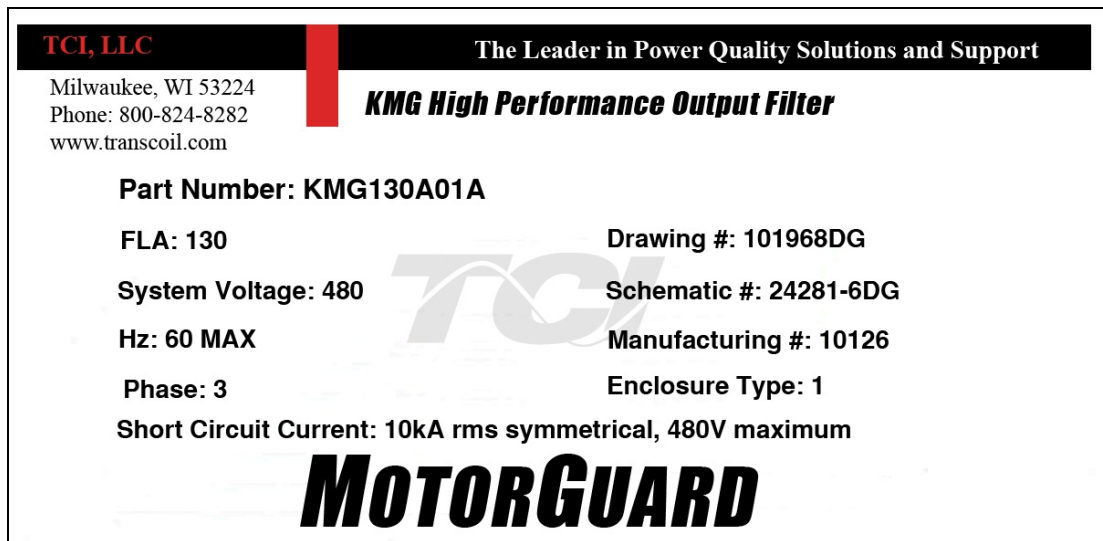 TCI, LLC
The Leader in Power Quality Solutions and Support
Milwaukee, WI 53224
Phone: 800-824-8282
www.transcoil.com
KMG High Performance Output Filter
Part Number: KMG130A01A
FLA: 130
Drawing #: 101968DG
System Voltage: 480
Schematic #: 24281-6DG
Hz: 60 MAX
Manufacturing #: 10126
Phase: 3
Enclosure Type: 1
Short Circuit Current: 10kA rms symmetrical, 480V maximum
TCI
MOTORGUARD